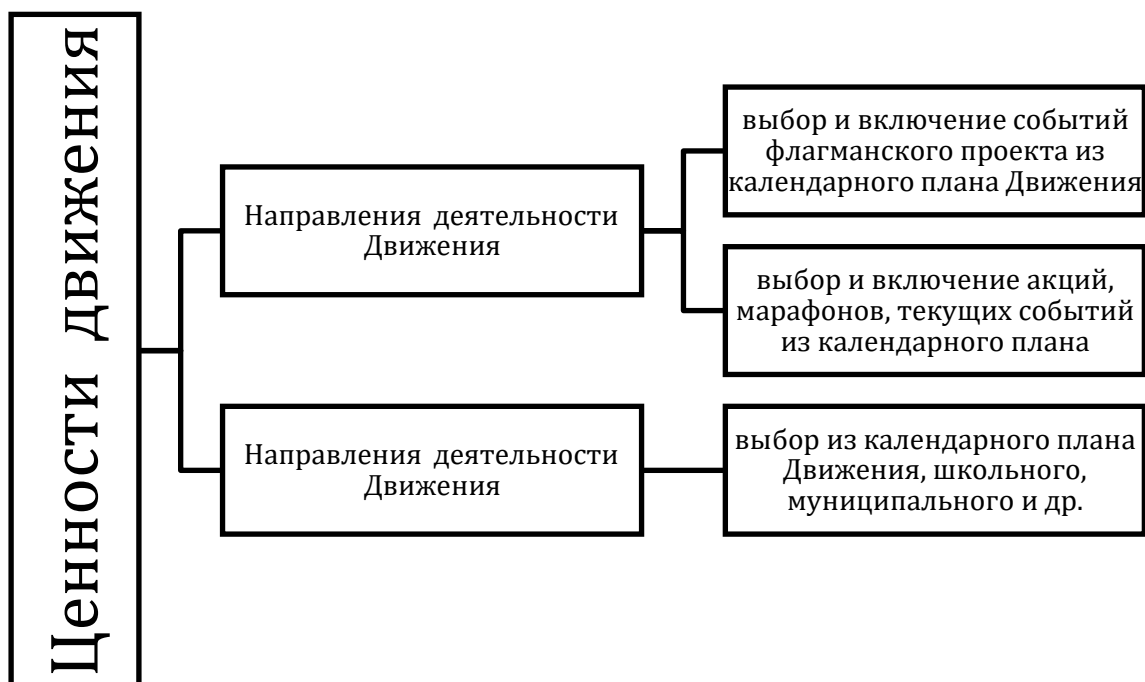 Ценности движения
Направления деятельности
Движения
выбор и включение событий
флагманского проекта из
календарного плана Движения
выбор и включение акций,
марафонов, текущих событий
из календарного плана
Направления деятельности
Движения
выбор из календарного плана
Движения, школьного,
муниципального и др.